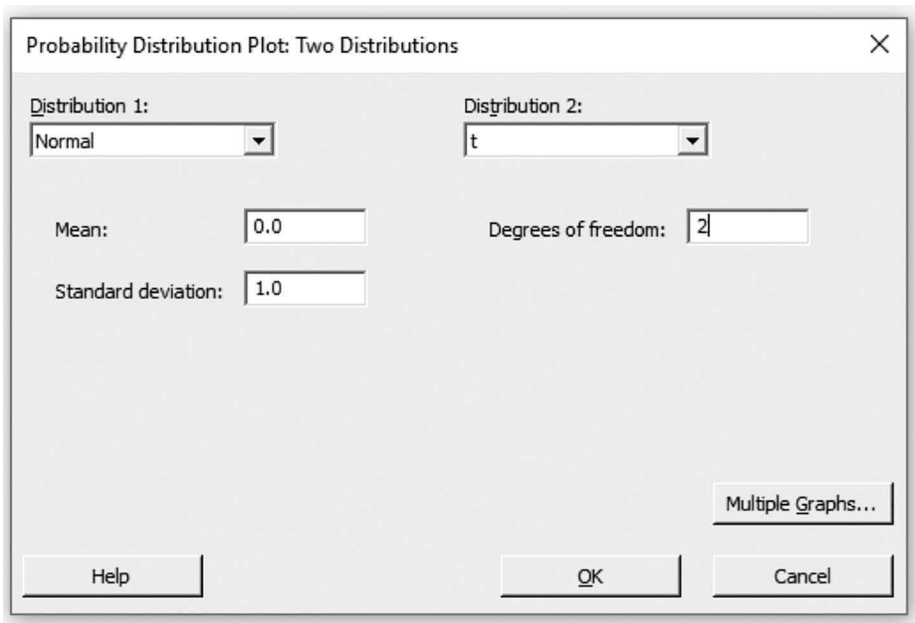 Probability Distribution Plot: Two Distributions
Distribution 1:
Distribution 2:
Normal
t
Mean:
0.0
Degrees of freedom:
2
Standard deviation:
1.0
Multiple Graphs...
Help
OK
Cancel